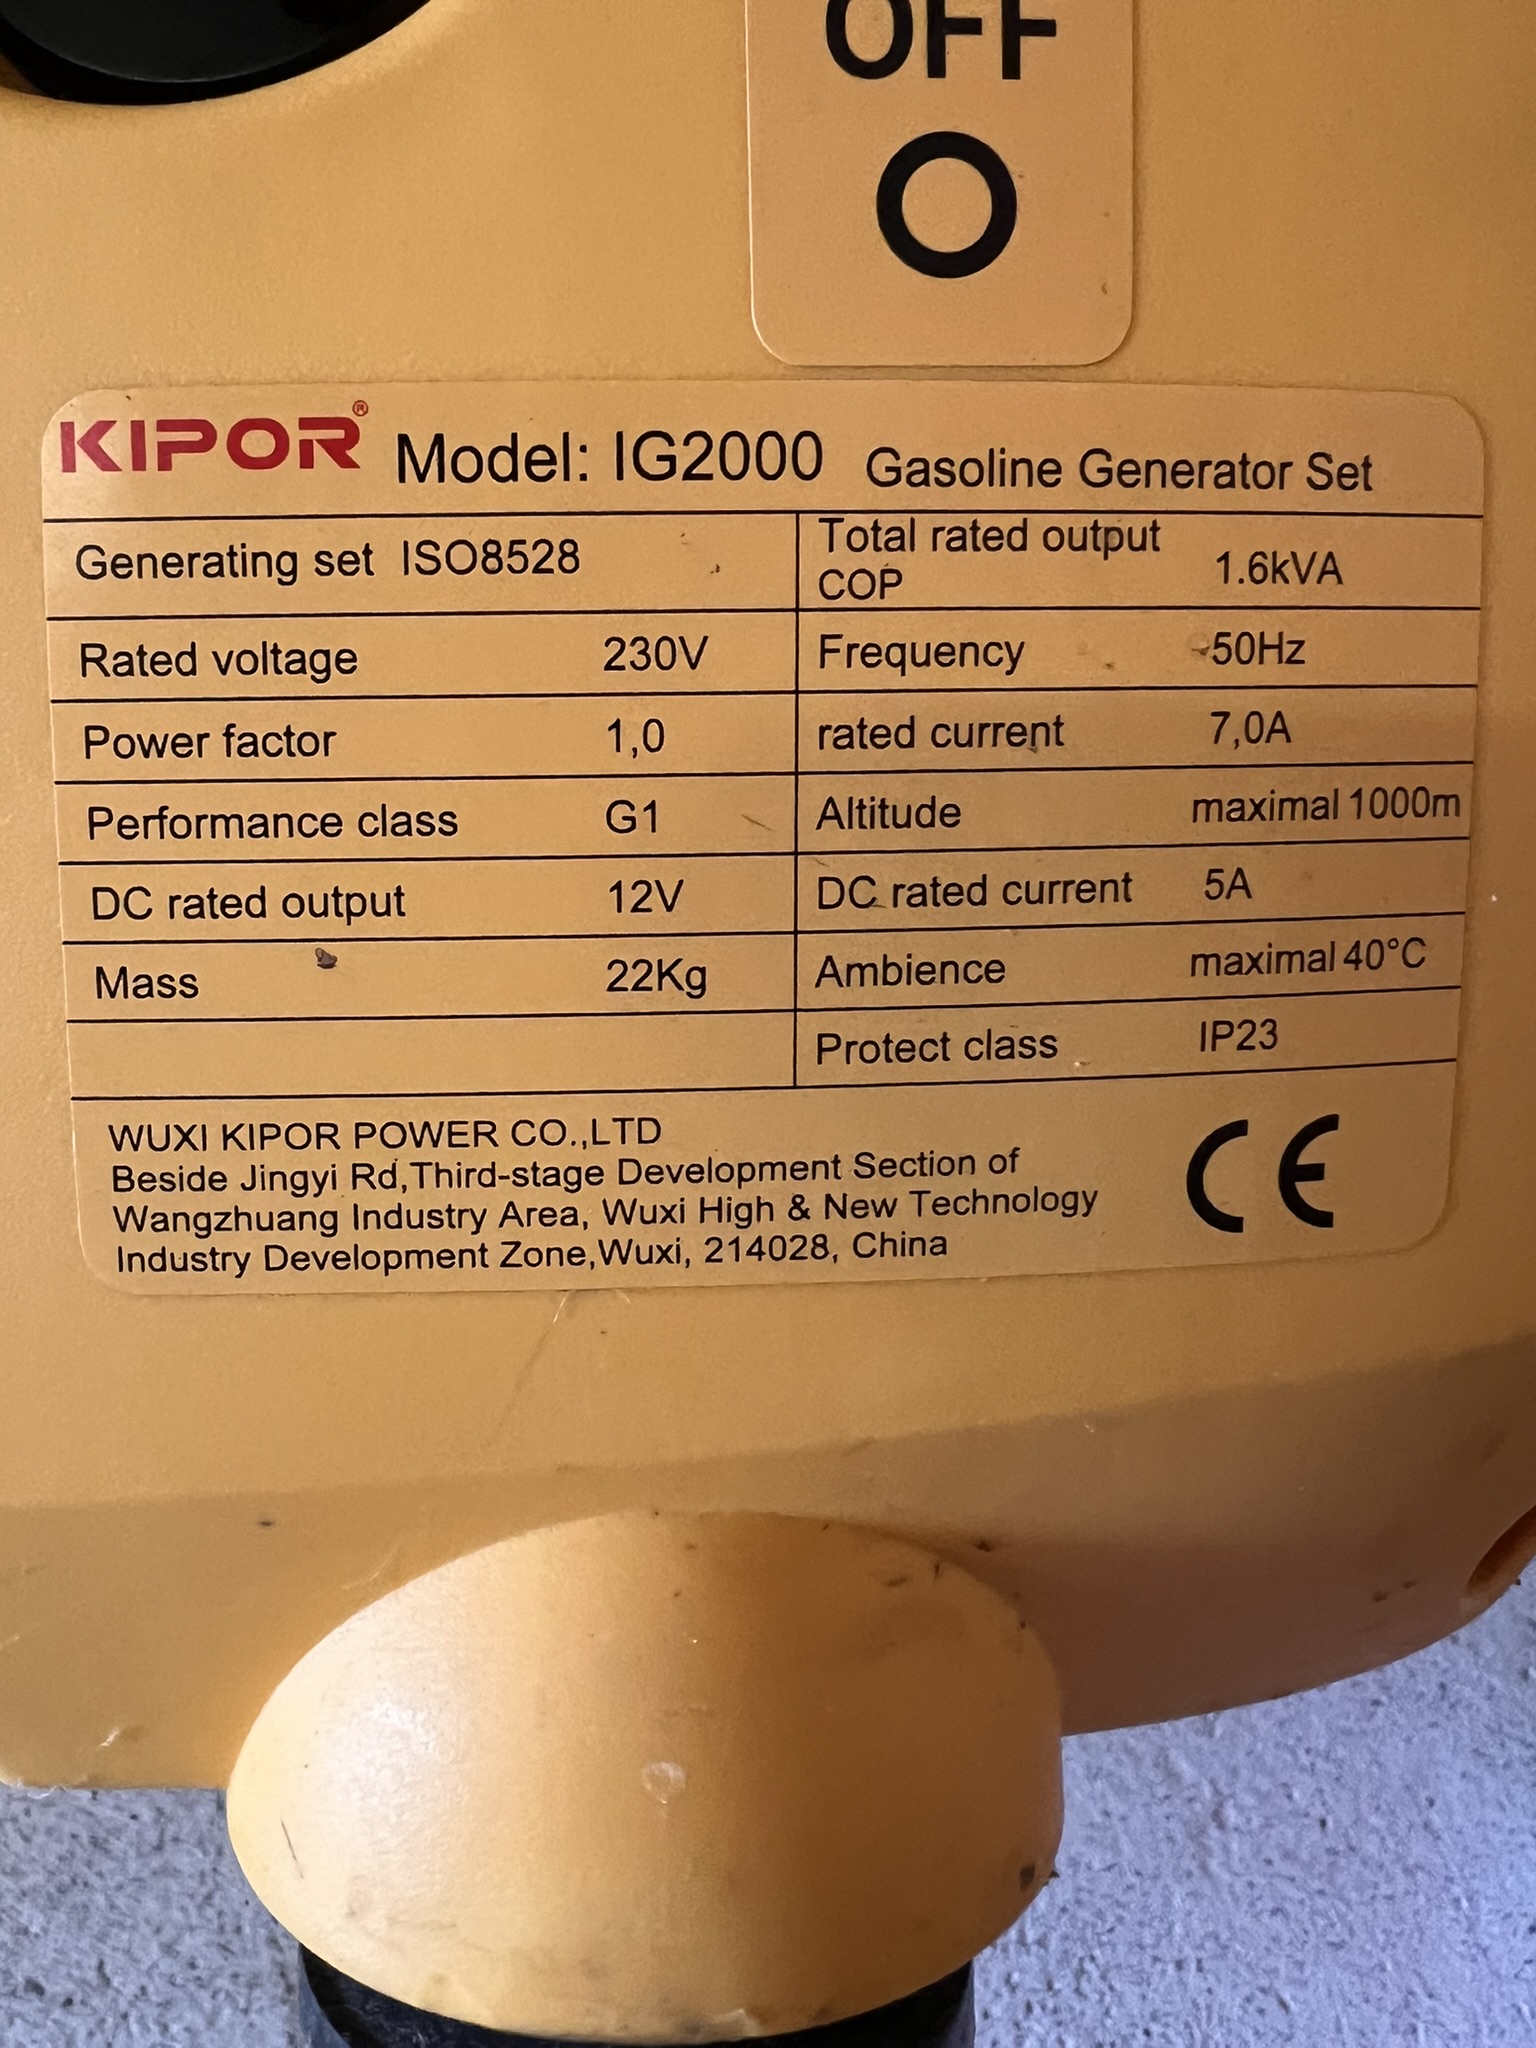 OFF
KIPOR® Model: IG2000 Gasoline Generator Set
Generating set ISO8528
Total rated output
COP 1.6kVA
Rated voltage 230V
Frequency 50Hz
Power factor 1,0
rated current 7,0A
Performance class G1
Altitude maximal 1000m
DC rated output 12V
DC rated current 5A
Mass 22Kg
Ambience maximal 40°C
Protect class IP23
WUXI KIPOR POWER CO.,LTD
Beside Jingyi Rd,Third-stage Development Section of
Wangzhuang Industry Area, Wuxi High & New Technology
Industry Development Zone,Wuxi, 214028, China
CE